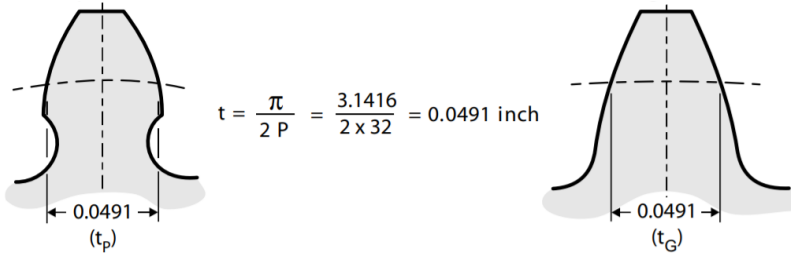 t = π / 2 P = 3.1416 / 2 x 32 = 0.0491 inch
0.0491
(tP)
0.0491
(tG)